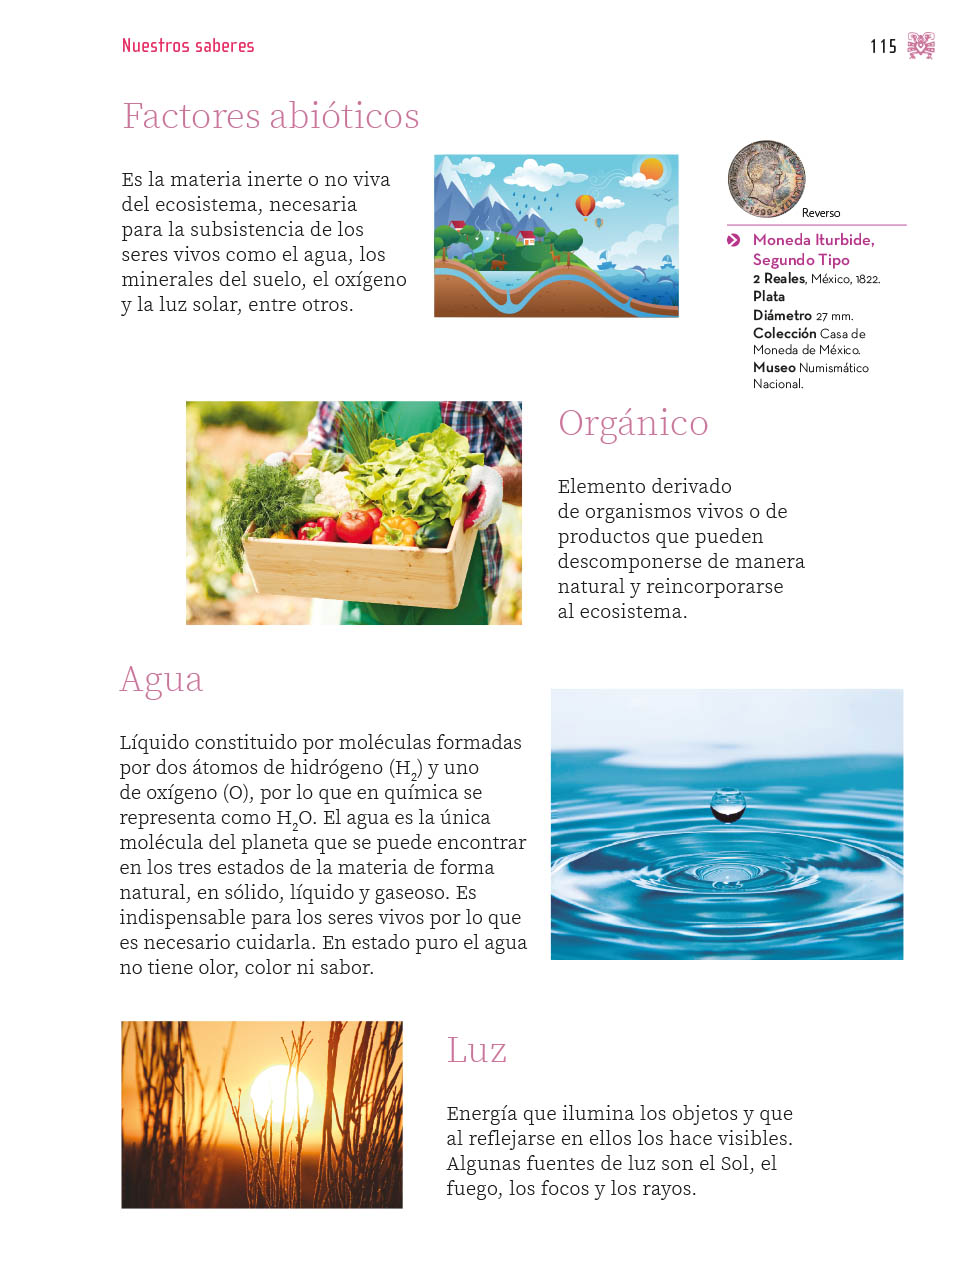 Nuestros saberes
115
Factores abióticos
Es la materia inerte o no viva
del ecosistema, necesaria
para la subsistencia de los
seres vivos como el agua, los
minerales del suelo, el oxígeno
y la luz solar, entre otros.
Reverso
Moneda Iturbide,
Segundo Tipo
2 Reales, México, 1822.
Plata
Diámetro 27 mm.
Colección Casa de
Moneda de México.
Museo Numismático
Nacional.
Orgánico
Elemento derivado
de organismos vivos o de
productos que pueden
descomponerse de manera
natural y reincorporarse
al ecosistema.
Agua
Líquido constituido por moléculas formadas
por dos átomos de hidrógeno (H₂) y uno
de oxígeno (O), por lo que en química se
representa como H₂O. El agua es la única
molécula del planeta que se puede encontrar
en los tres estados de la materia de forma
natural, en sólido, líquido y gaseoso. Es
indispensable para los seres vivos por lo que
es necesario cuidarla. En estado puro el agua
no tiene olor, color ni sabor.
Luz
Energía que ilumina los objetos y que
al reflejarse en ellos los hace visibles.
Algunas fuentes de luz son el Sol, el
fuego, los focos y los rayos.